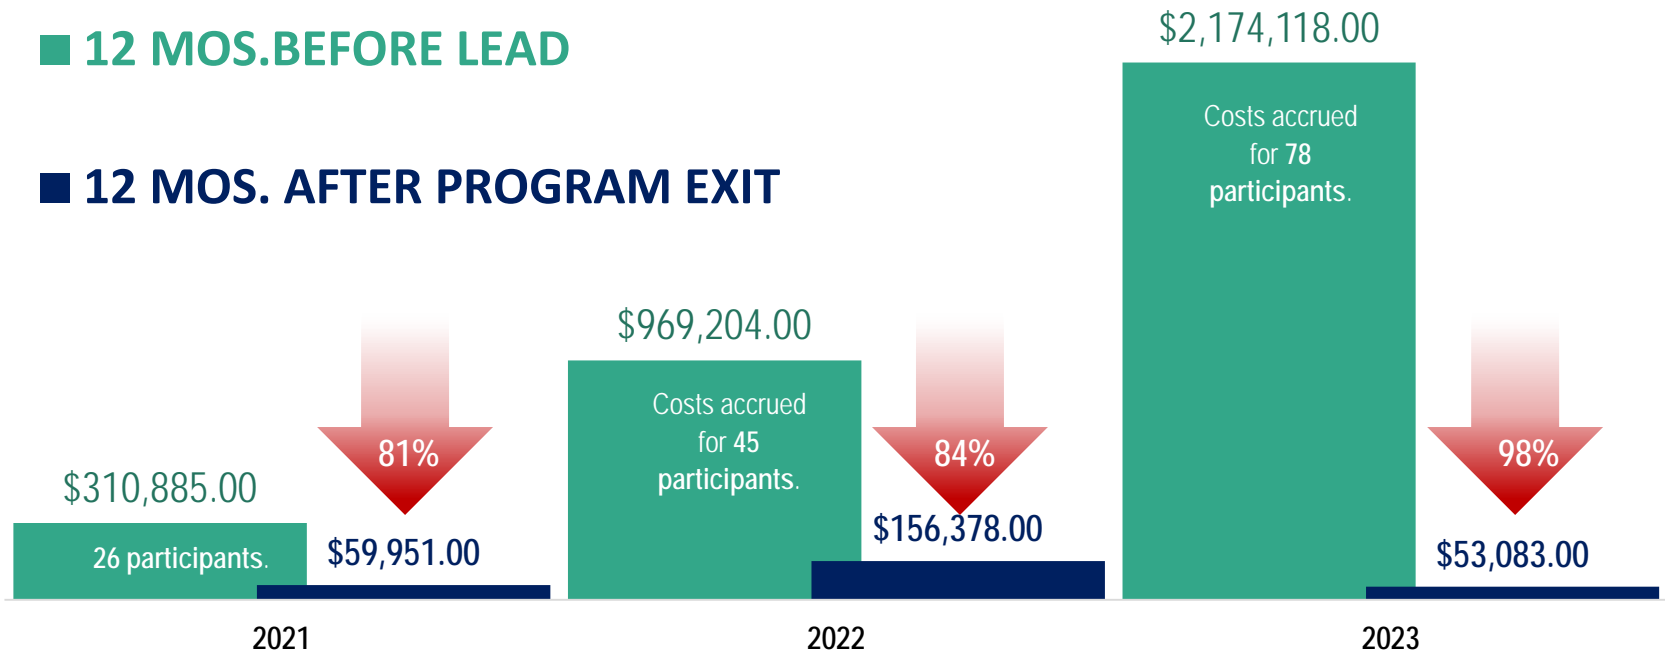 12 MOS.BEFORE LEAD
12 MOS. AFTER PROGRAM EXIT
$310,885.00
26 participants.
81%
$59,951.00
$969,204.00
Costs accrued
for 45
participants.
84%
$156,378.00
$2,174,118.00
Costs accrued
for 78
participants.
98%
$53,083.00
2021
2022
2023